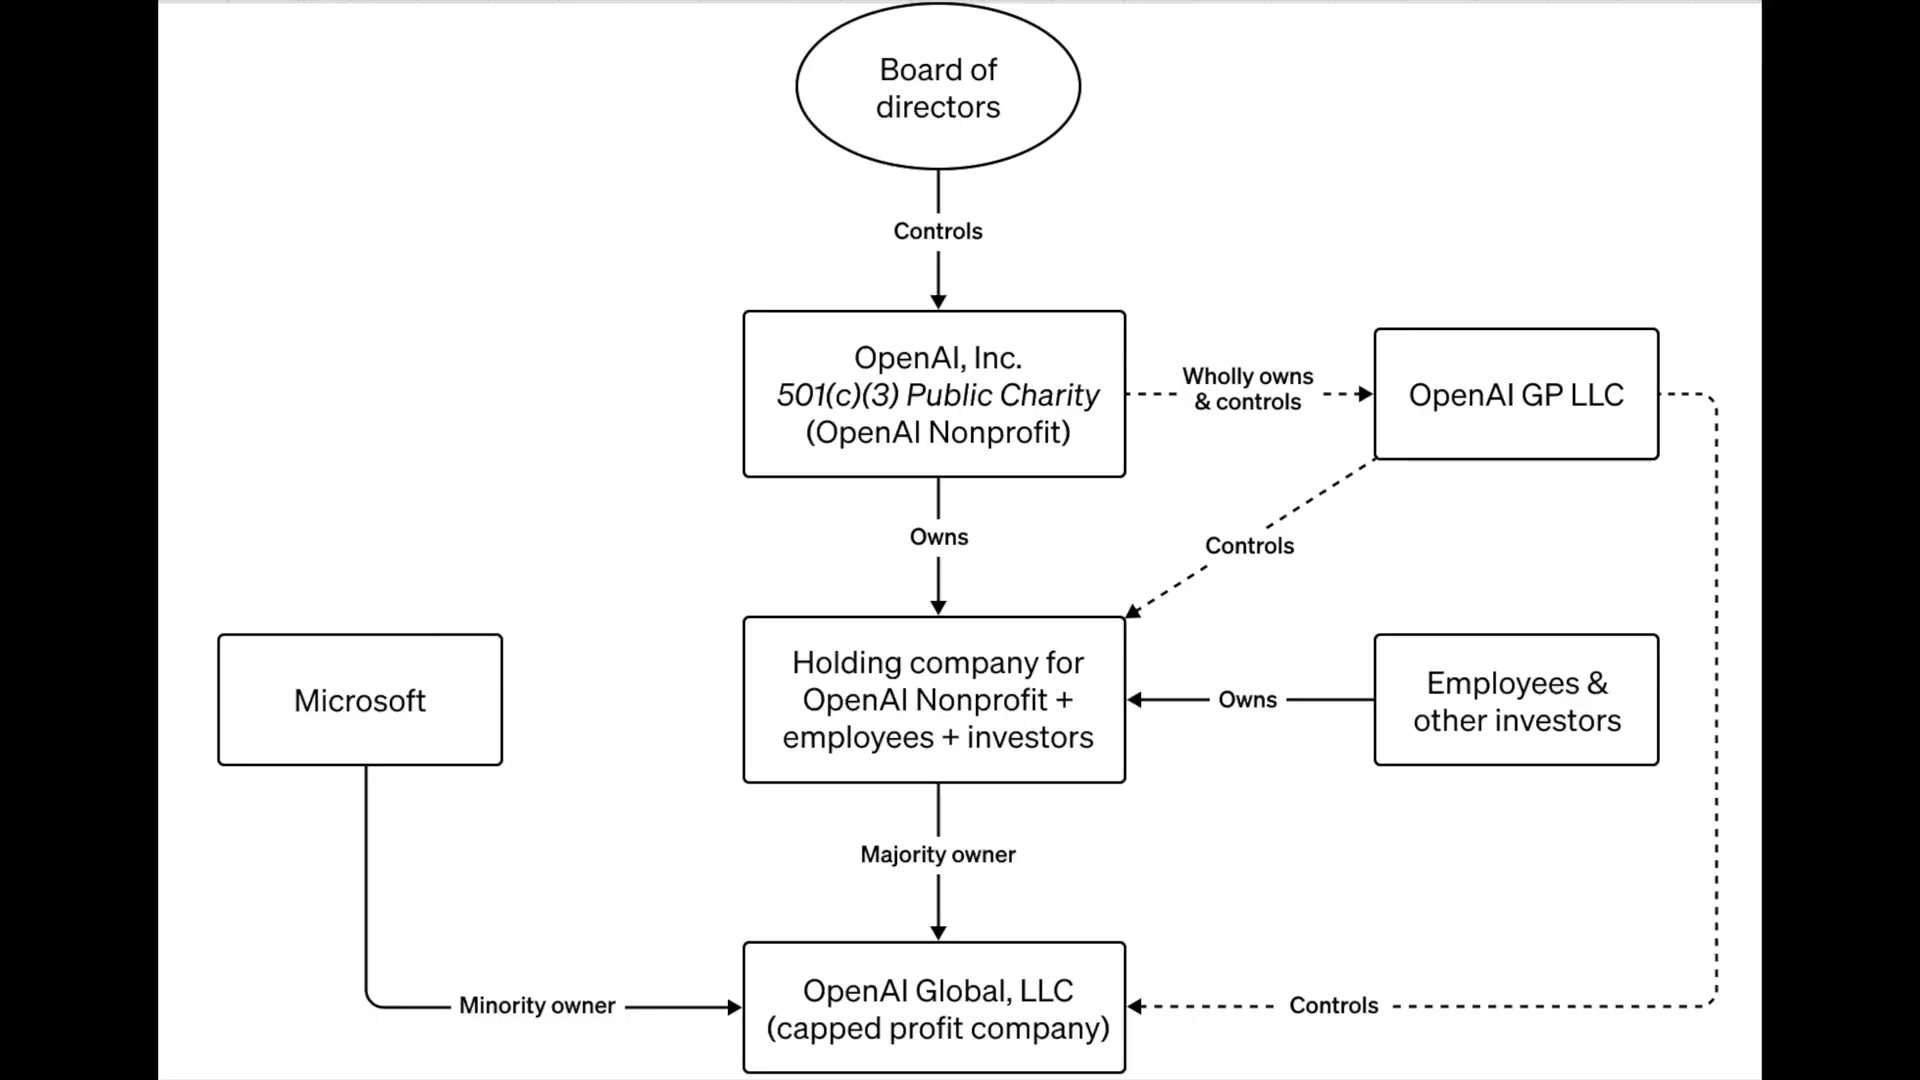 Board of
directors
Controls
OpenAI, Inc.
501(c)(3) Public Charity
(OpenAI Nonprofit)
Wholly owns
& controls
OpenAI GP LLC
Owns
Controls
Microsoft
Holding company for
OpenAI Nonprofit +
employees + investors
Owns
Employees &
other investors
Majority owner
Minority owner
OpenAI Global, LLC
(capped profit company)
Controls